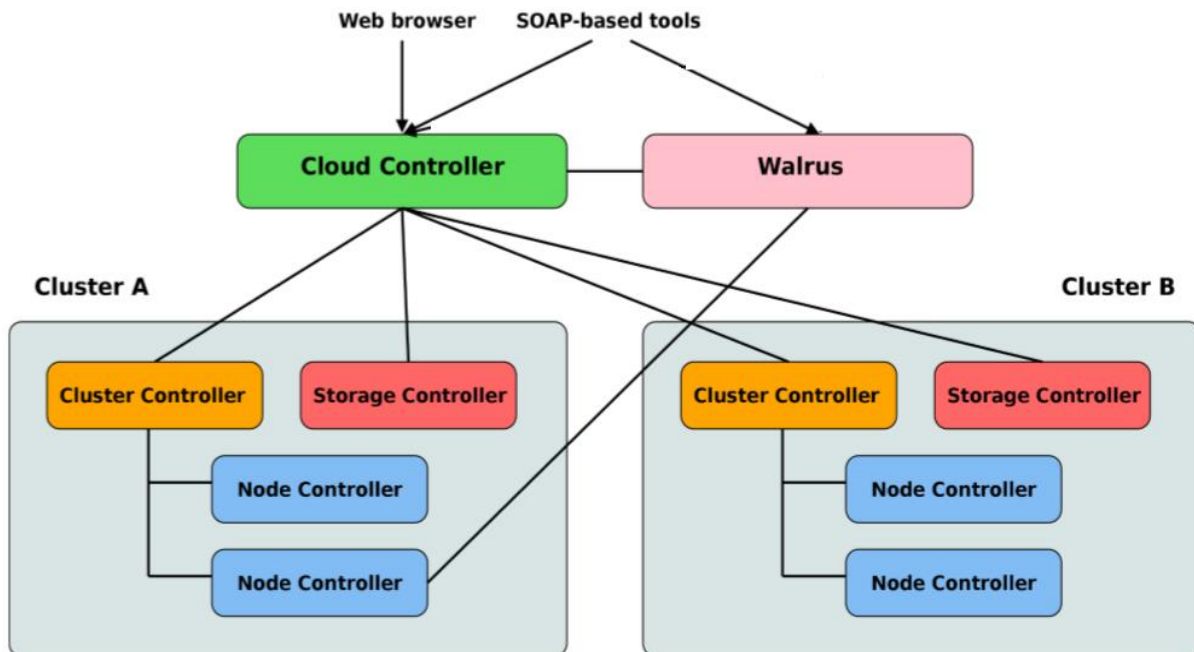 Web browser
SOAP-based tools
Cloud Controller
Walrus
Cluster A
Cluster B
Cluster Controller
Storage Controller
Cluster Controller
Storage Controller
Node Controller
Node Controller
Node Controller
Node Controller